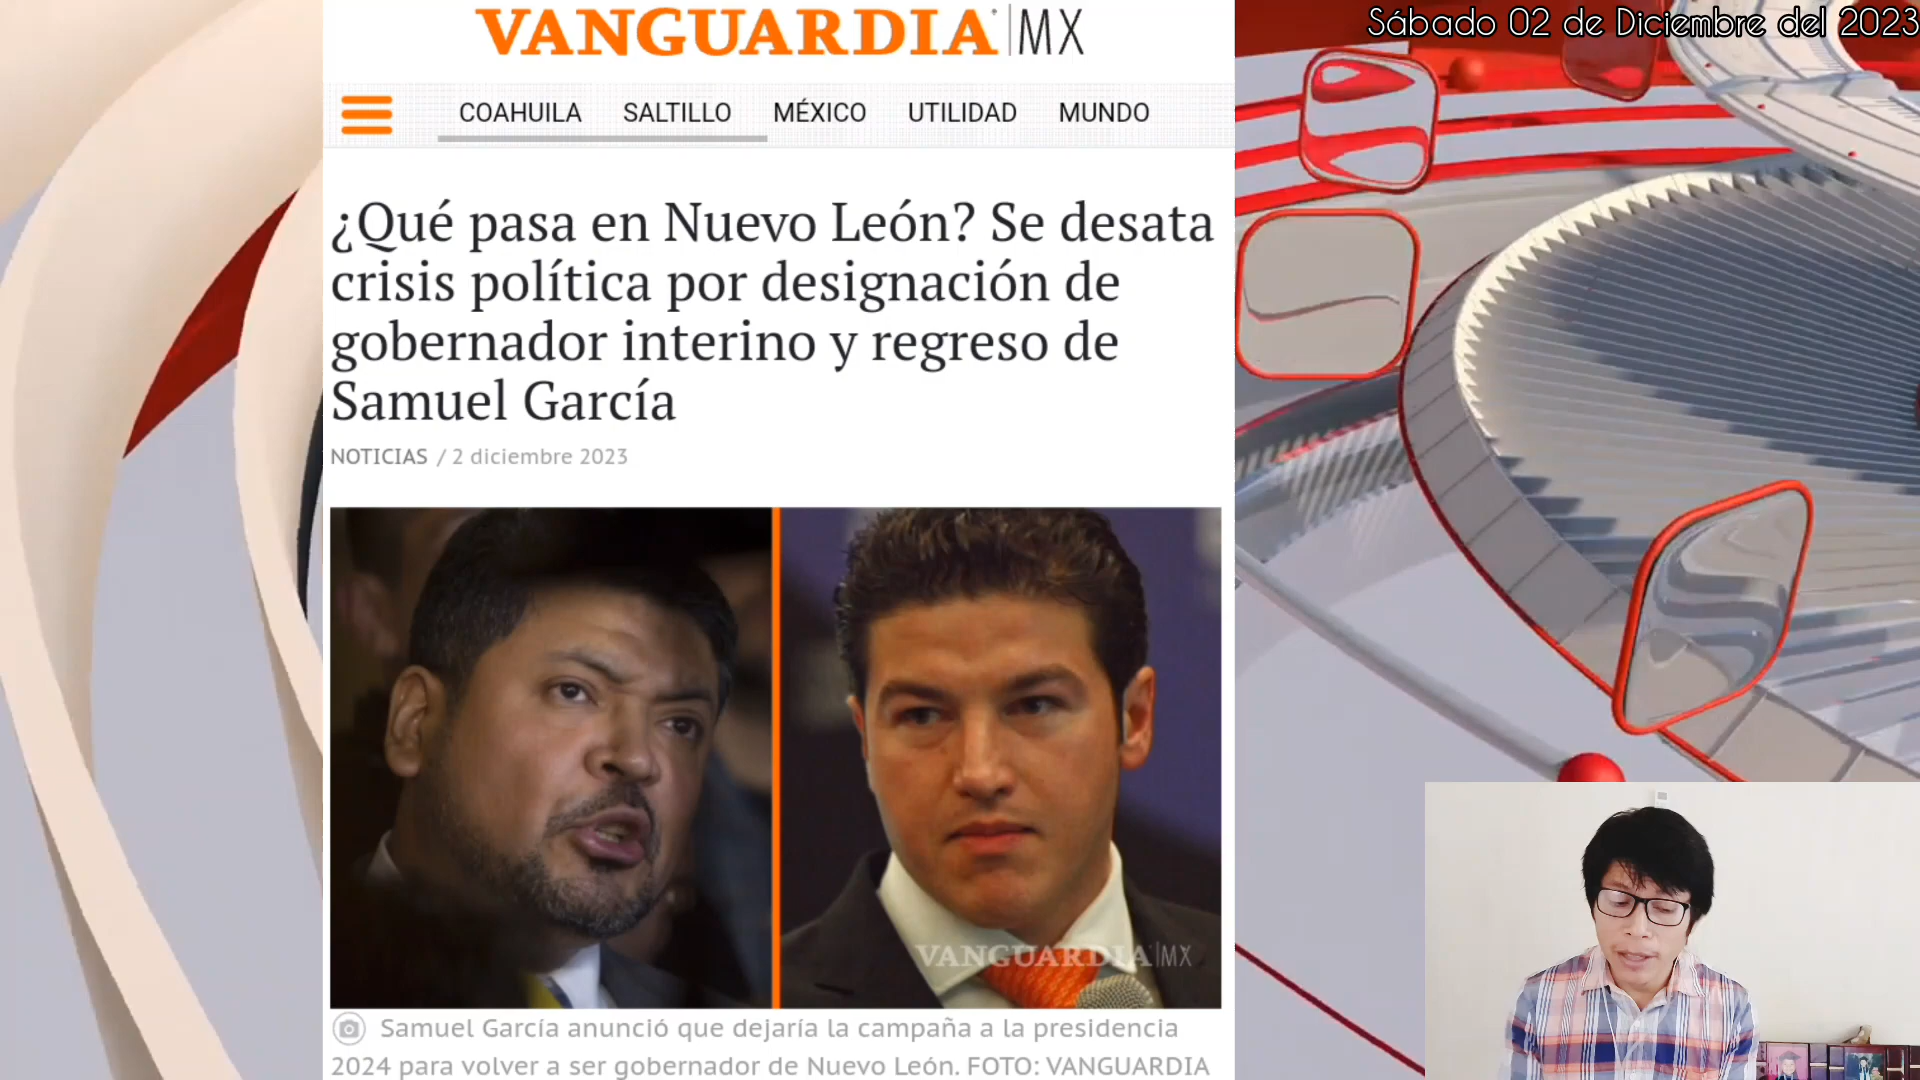 Sábado 02 de Diciembre del 2023
VANGUARDIA MX
COAHUILA SALTILLO MÉXICO UTILIDAD MUNDO
¿Qué pasa en Nuevo León? Se desata
crisis política por designación de
gobernador interino y regreso de
Samuel García
NOTICIAS / 2 diciembre 2023
VANGUARDIA MX
Samuel García anunció que dejaría la campaña a la presidencia
2024 para volver a ser gobernador de Nuevo León. FOTO: VANGUARDIA